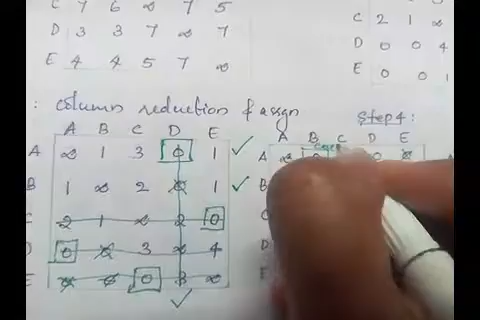 C 7 6 ∞ 7 5
D 3 3 7 ∞ 7
E 4 4 5 7 ∞
C 2 1 ∞
D 0 0 4
E 0 0 1
: column reduction & assign
Step 4:
A B C D E
A ∞ 1 3 0 1 ✓
B 1 ∞ 2 0 1 ✓
C 2 1 ∞ 2 0
D 0 0 3 ∞ 4
E 0 0 0 3 ∞
✓
A B C D E
A ∞ 0
B
D
E